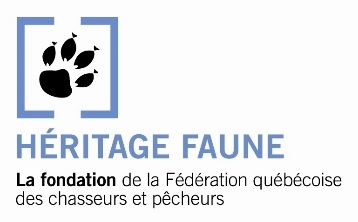 HÉRITAGE FAUNE
La fondation de la Fédération québécoise
des chasseurs et pêcheurs